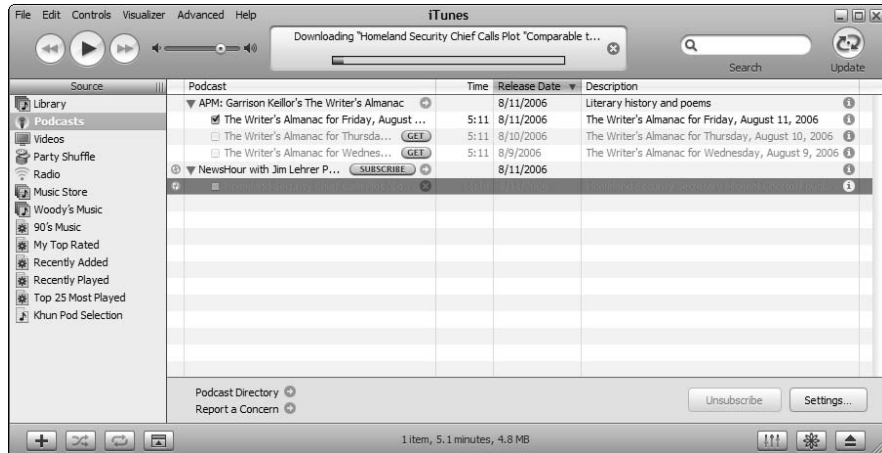 File Edit Controls Visualizer Advanced Help
iTunes
Downloading "Homeland Security Chief Calls Plot "Comparable t...
Search
Update
Source
Podcast Time Release Date Description
Library
Podcasts
Videos
Party Shuffle
Radio
Music Store
Woody's Music
90's Music
My Top Rated
Recently Added
Recently Played
Top 25 Most Played
Khun Pod Selection
APM: Garrison Keillor's The Writer's Almanac 8/11/2006 Literary history and poems
The Writer's Almanac for Friday, August ... 5:11 8/11/2006 The Writer's Almanac for Friday, August 11, 2006
The Writer's Almanac for Thursda... GET 5:11 8/10/2006 The Writer's Almanac for Thursday, August 10, 2006
The Writer's Almanac for Wednes... GET 5:11 8/9/2006 The Writer's Almanac for Wednesday, August 9, 2006
NewsHour with Jim Lehrer P... SUBSCRIBE 8/11/2006
Podcast Directory
Report a Concern
Unsubscribe
Settings...
1 item, 5.1 minutes, 4.8 MB